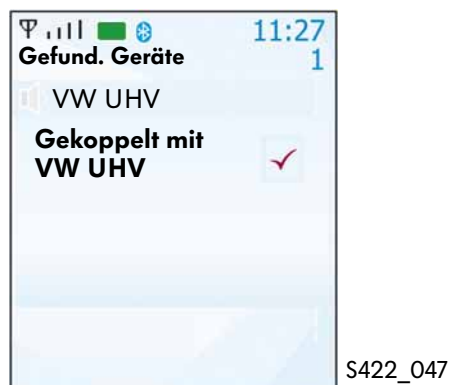 11:27
Gefund. Geräte 1
VW UHV
Gekoppelt mit
VW UHV
S422_047